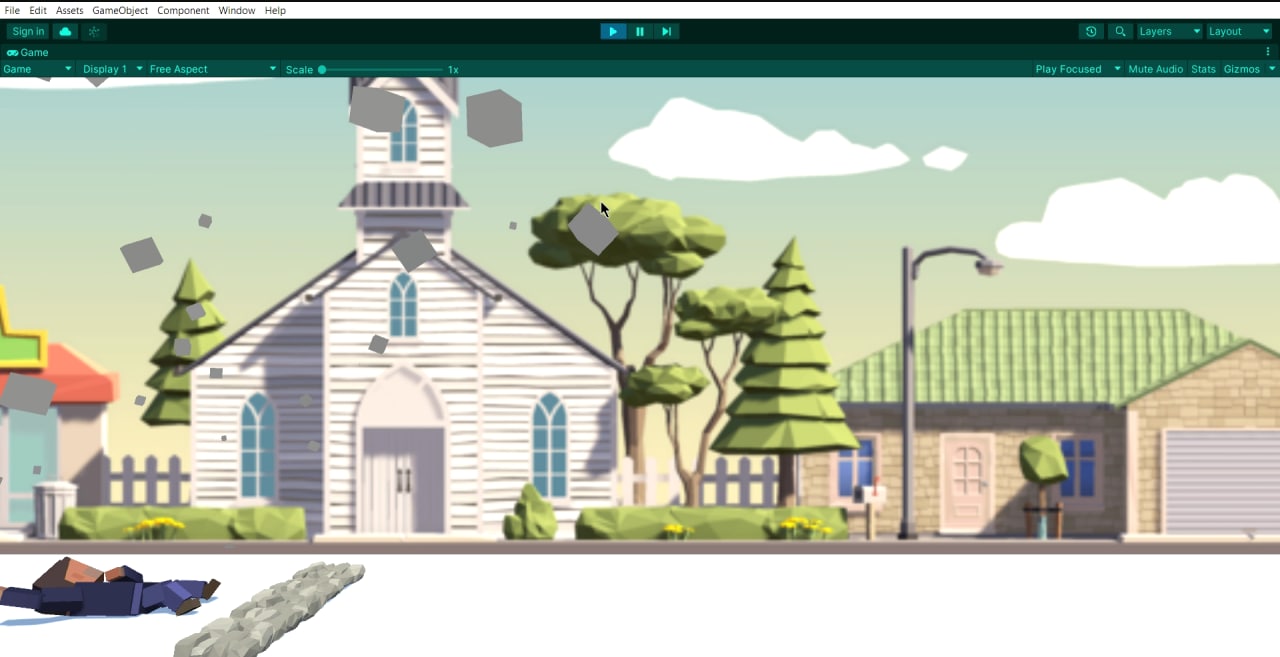 File Edit Assets GameObject Component Window Help
Sign in Layers Layout
Game
Game Display 1 Free Aspect Scale 1x Play Focused Mute Audio Stats Gizmos